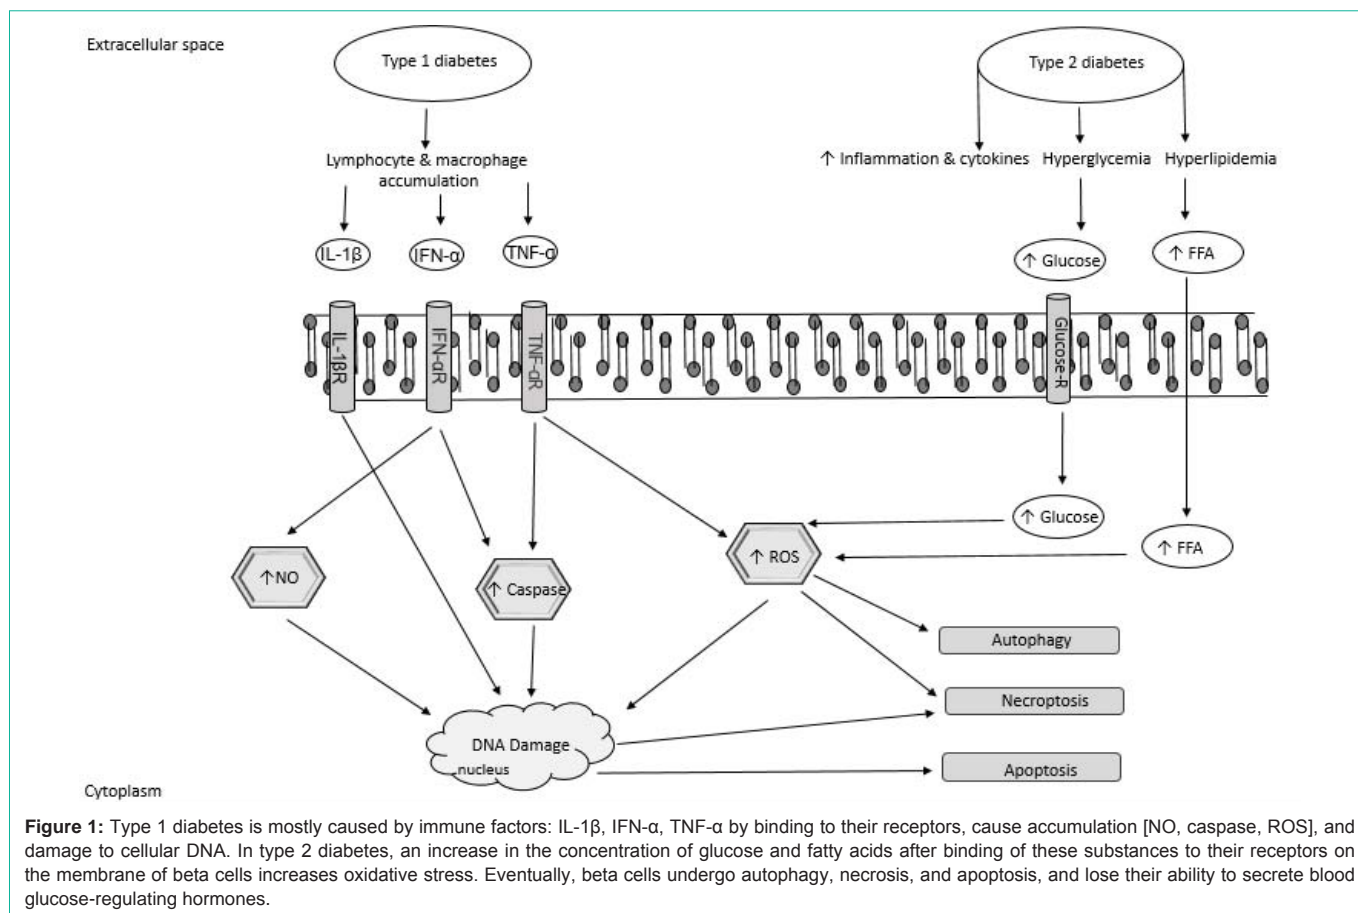 Extracellular space
Type 1 diabetes
Type 2 diabetes
Lymphocyte & macrophage
accumulation
↑ Inflammation & cytokines
Hyperglycemia
Hyperlipidemia
IL-1β
IFN-α
TNF-α
↑ Glucose
↑ FFA
IL-1βR
IFN-αR
TNF-αR
Glucose-R
↑ Glucose
↑ FFA
↑NO
↑ Caspase
↑ ROS
Autophagy
Necroptosis
Apoptosis
DNA Damage
nucleus
Cytoplasm
Figure 1: Type 1 diabetes is mostly caused by immune factors: IL-1β, IFN-α, TNF-α by binding to their receptors, cause accumulation [NO, caspase, ROS], and
damage to cellular DNA. In type 2 diabetes, an increase in the concentration of glucose and fatty acids after binding of these substances to their receptors on
the membrane of beta cells increases oxidative stress. Eventually, beta cells undergo autophagy, necrosis, and apoptosis, and lose their ability to secrete blood
glucose-regulating hormones.